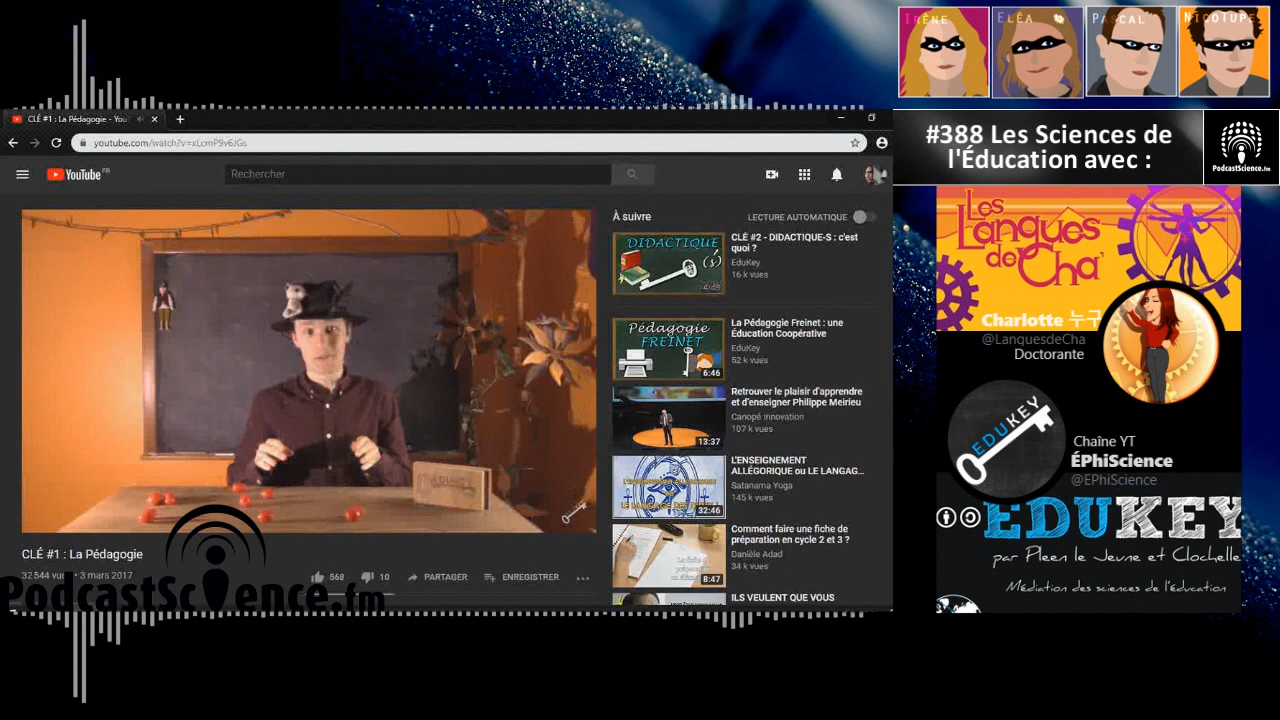 CLÉ #1 : La Pédagogie - You
youtube.com/watch?v=xLcmP9v6JGs
YouTube FR
Rechercher
CLÉ #1 : La Pédagogie
3 mars 2017
568
10
PARTAGER
ENREGISTRER
PodcastScience.fm
À suivre
LECTURE AUTOMATIQUE
DIDACTIQUE
(s)
CLÉ #2 - DIDACTIQUE-S : c'est
quoi ?
EduKey
16 k vues
Pédagogie
FREINET
6:46
La Pédagogie Freinet : une
Éducation Coopérative
EduKey
52 k vues
13:37
Retrouver le plaisir d'apprendre
et d'enseigner Philippe Meirieu
Canopé Innovation
107 k vues
32:46
L'ENSEIGNEMENT
ALLÉGORIQUE ou LE LANGAG...
Satanama Yuga
145 k vues
8:47
Comment faire une fiche de
préparation en cycle 2 et 3 ?
Danièle Adad
34 k vues
ILS VEULENT QUE VOUS
IRÈNE
ELÉA
PASCAL
NICOTUPE
#388 Les Sciences de
l'Éducation avec :
PodcastScience.fm
Les
Langues
de Cha'
Charlotte 누구
@LanguesdeCha
Doctorante
EDUKEY
Chaîne YT
ÉPhiScience
@EPhiScience
EDUKEY
par Pleen le Jeune et Clochelle
Médiation des sciences de l'éducation